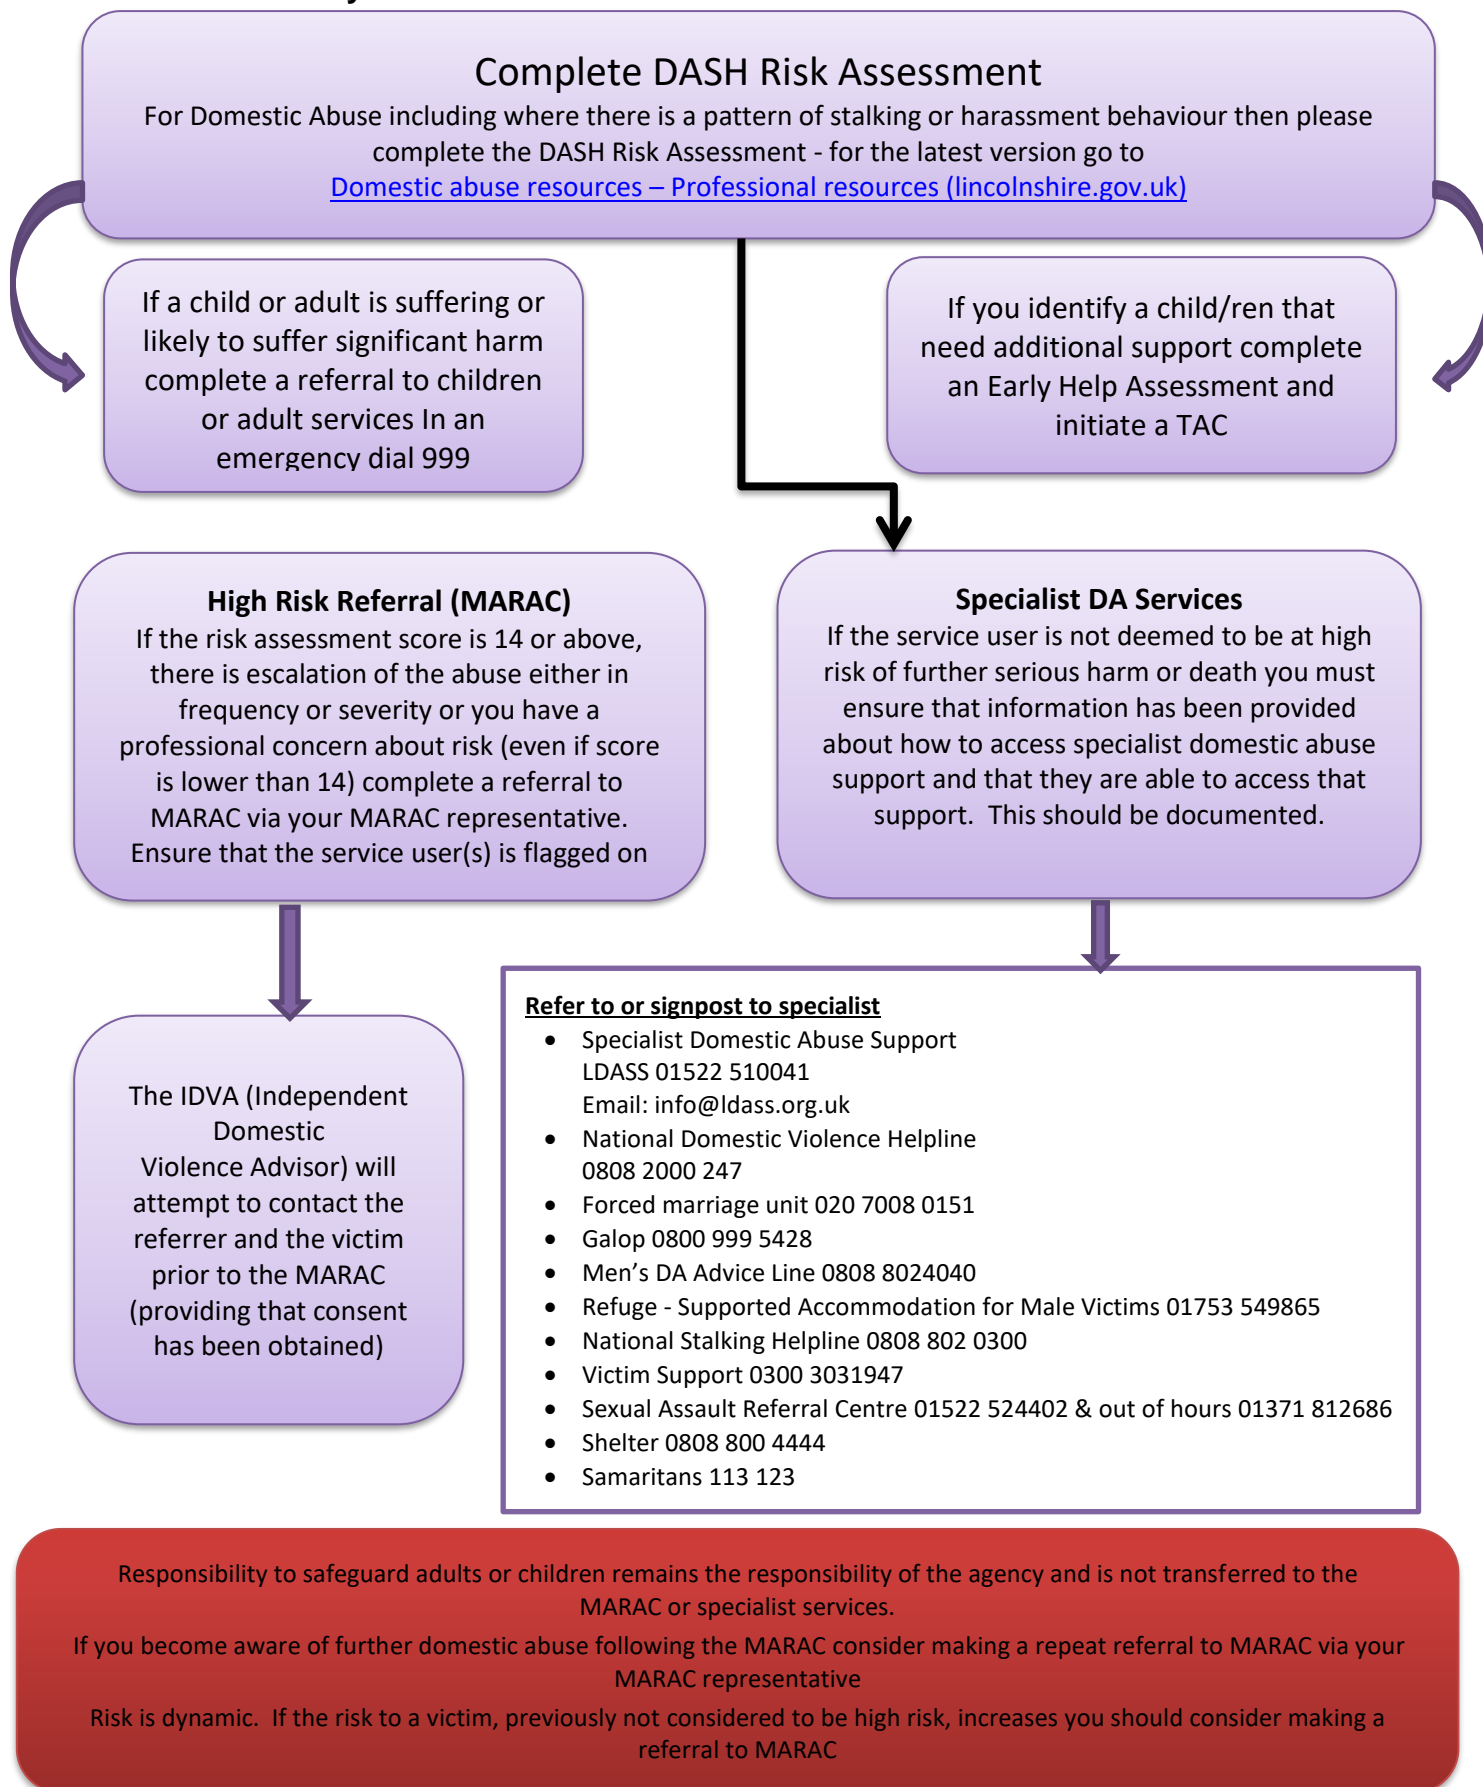 Complete DASH Risk Assessment
For Domestic Abuse including where there is a pattern of stalking or harassment behaviour then please
complete the DASH Risk Assessment - for the latest version go to
Domestic abuse resources – Professional resources (lincolnshire.gov.uk)
If a child or adult is suffering or
likely to suffer significant harm
complete a referral to children
or adult services In an
emergency dial 999
If you identify a child/ren that
need additional support complete
an Early Help Assessment and
initiate a TAC
High Risk Referral (MARAC)
If the risk assessment score is 14 or above,
there is escalation of the abuse either in
frequency or severity or you have a
professional concern about risk (even if score
is lower than 14) complete a referral to
MARAC via your MARAC representative.
Ensure that the service user(s) is flagged on
Specialist DA Services
If the service user is not deemed to be at high
risk of further serious harm or death you must
ensure that information has been provided
about how to access specialist domestic abuse
support and that they are able to access that
support.  This should be documented.
The IDVA (Independent
Domestic
Violence Advisor) will
attempt to contact the
referrer and the victim
prior to the MARAC
(providing that consent
has been obtained)
Refer to or signpost to specialist
• Specialist Domestic Abuse Support
LDASS 01522 510041
Email: info@ldass.org.uk
• National Domestic Violence Helpline
0808 2000 247
• Forced marriage unit 020 7008 0151
• Galop 0800 999 5428
• Men’s DA Advice Line 0808 8024040
• Refuge - Supported Accommodation for Male Victims 01753 549865
• National Stalking Helpline 0808 802 0300
• Victim Support 0300 3031947
• Sexual Assault Referral Centre 01522 524402 & out of hours 01371 812686
• Shelter 0808 800 4444
• Samaritans 113 123
Responsibility to safeguard adults or children remains the responsibility of the agency and is not transferred to the
MARAC or specialist services.
If you become aware of further domestic abuse following the MARAC consider making a repeat referral to MARAC via your
MARAC representative
Risk is dynamic.  If the risk to a victim, previously not considered to be high risk, increases you should consider making a
referral to MARAC